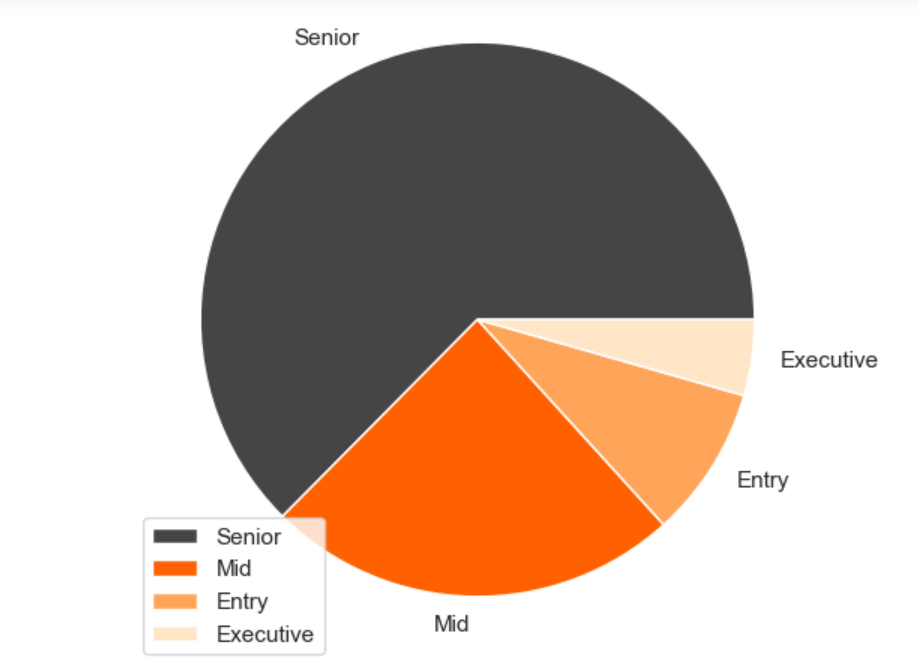 Senior
Executive
Entry
Mid
Senior
Mid
Entry
Executive